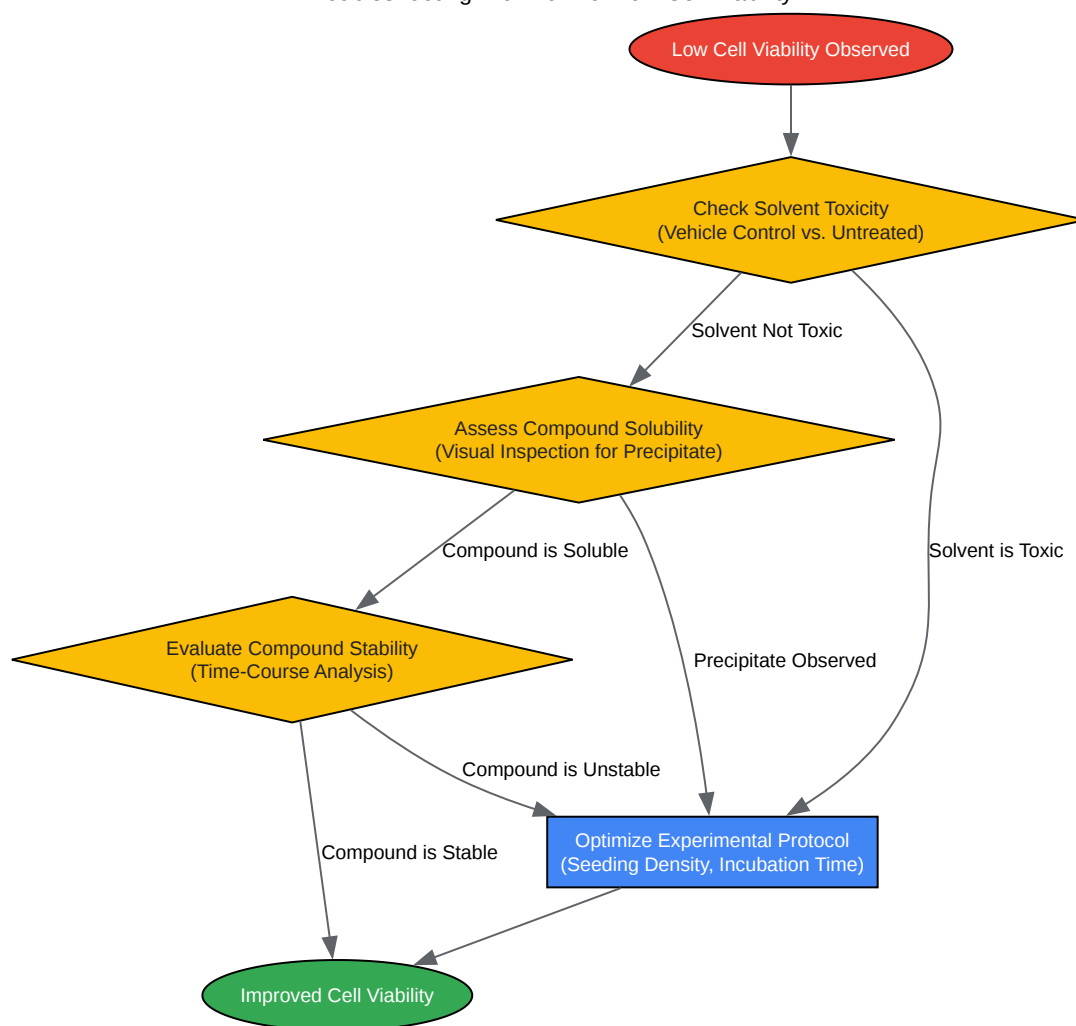 Low Cell Viability Observed
Check Solvent Toxicity
(Vehicle Control vs. Untreated)
Solvent Not Toxic
Assess Compound Solubility
(Visual Inspection for Precipitate)
Compound is Soluble
Solvent is Toxic
Evaluate Compound Stability
(Time-Course Analysis)
Precipitate Observed
Compound is Unstable
Optimize Experimental Protocol
(Seeding Density, Incubation Time)
Compound is Stable
Improved Cell Viability